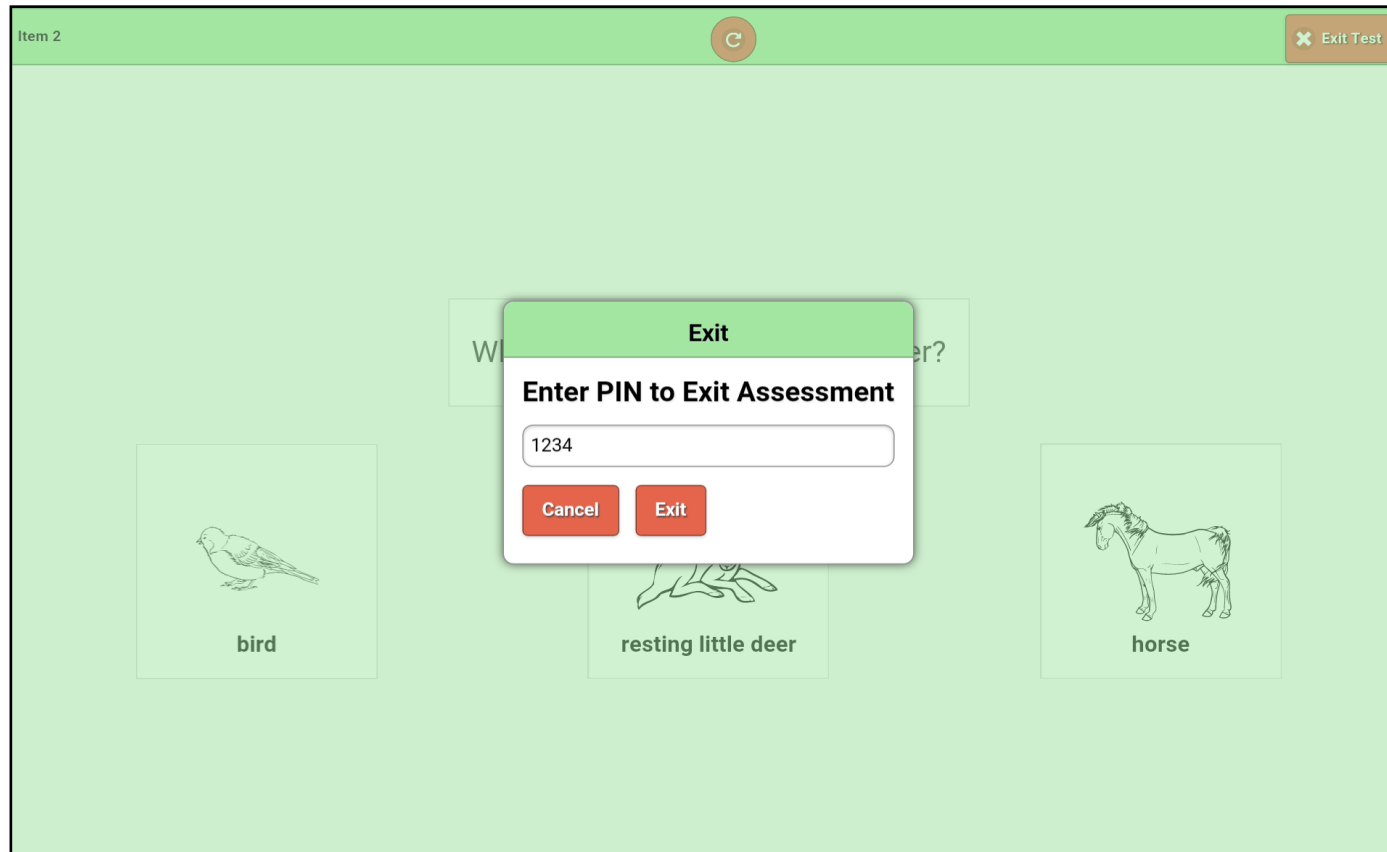 Item 2
Exit Test
Exit
Enter PIN to Exit Assessment
1234
Cancel Exit
bird
resting little deer
horse